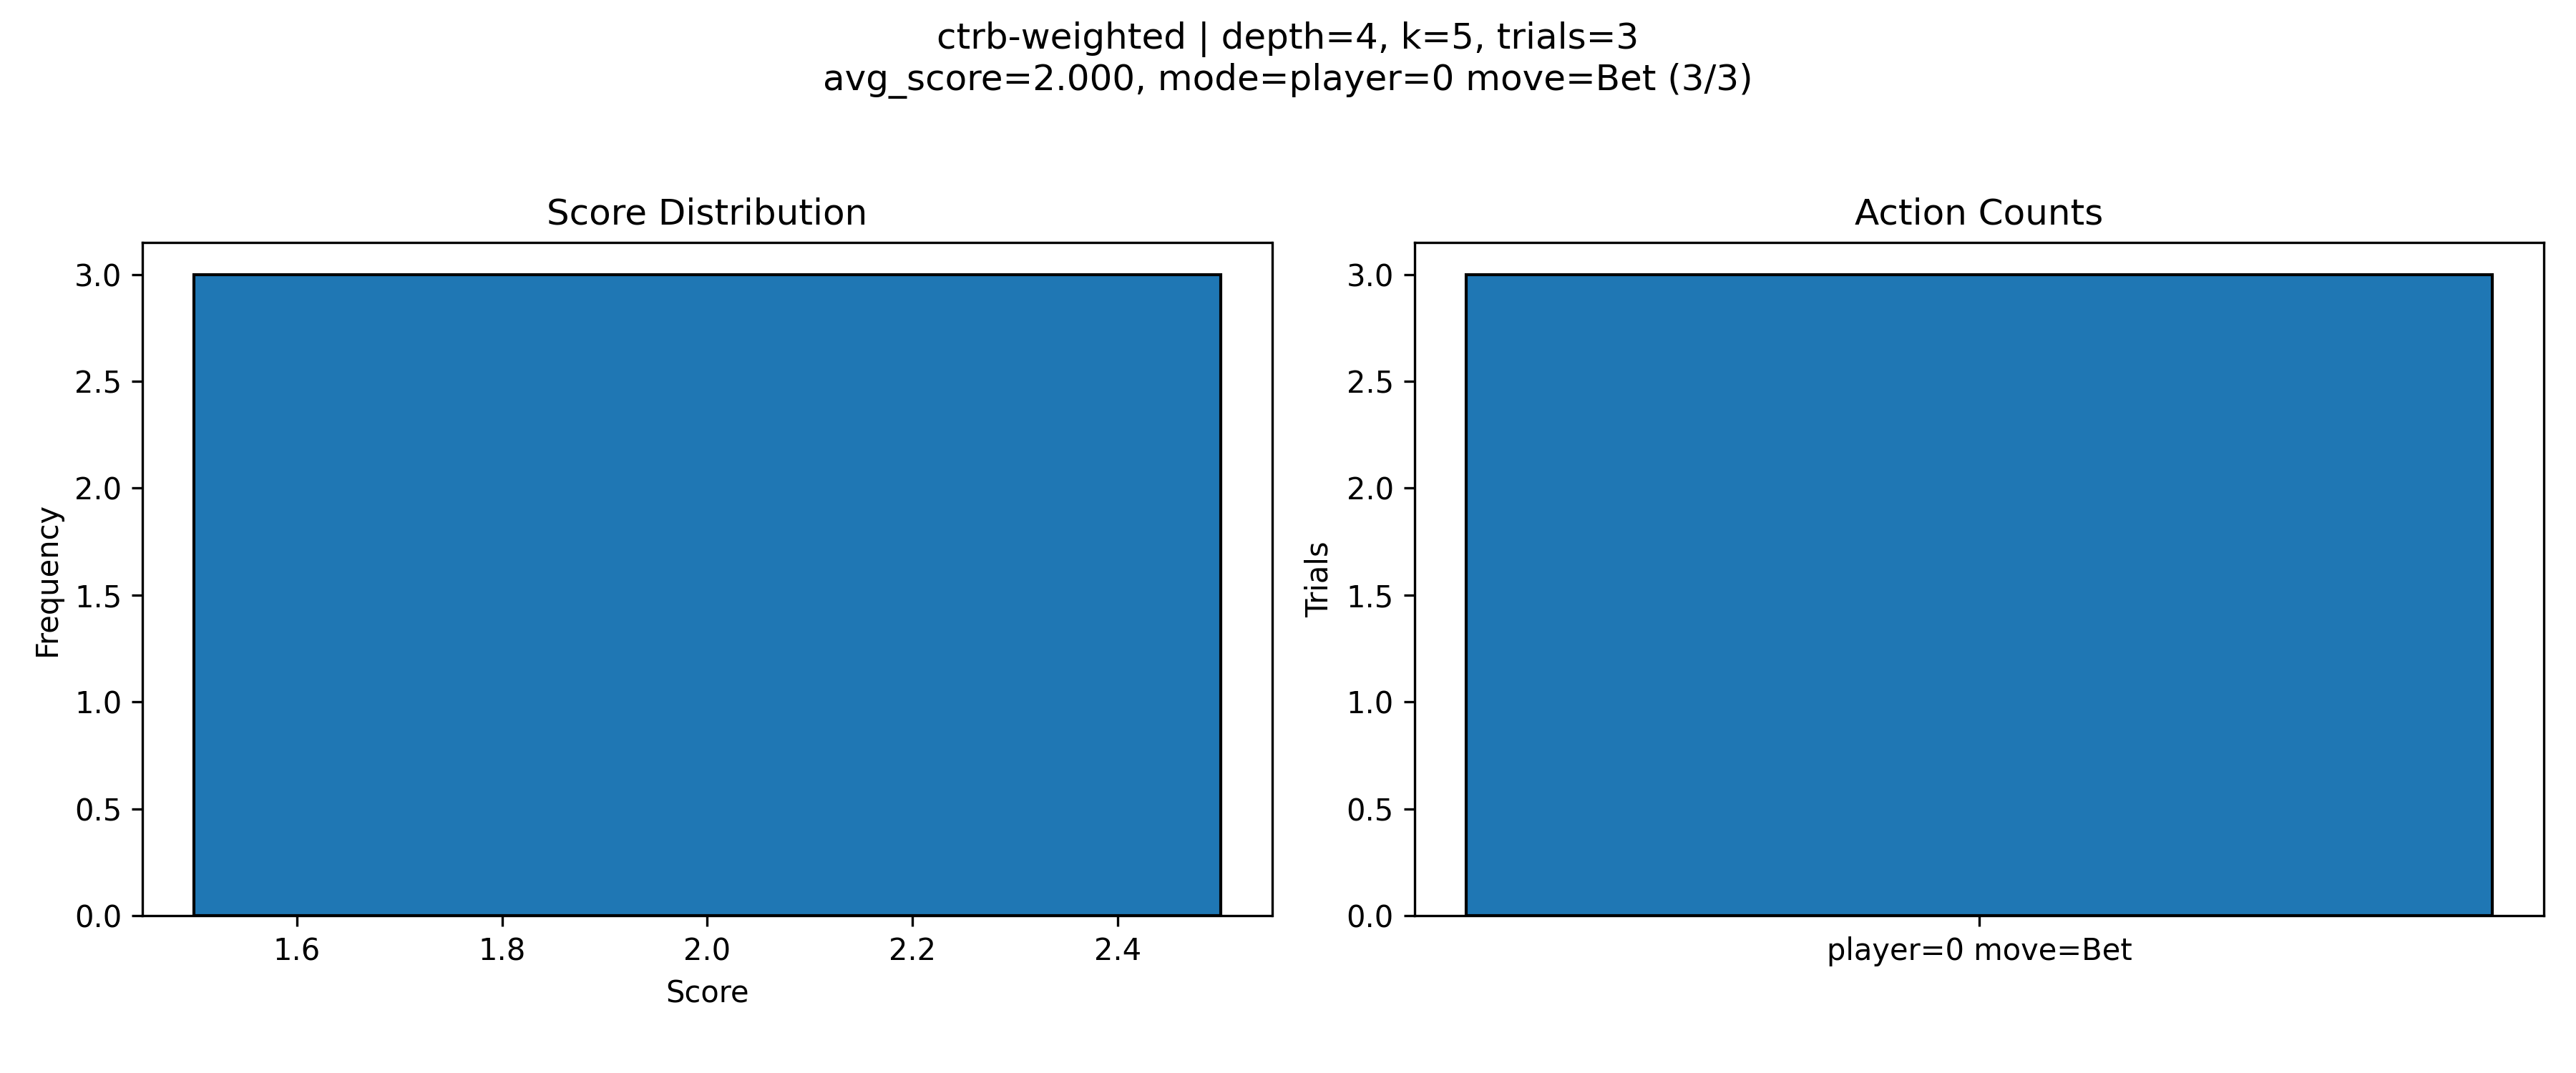 ctrb-weighted | depth=4, k=5, trials=3
avg_score=2.000, mode=player=0 move=Bet (3/3)
Score Distribution
3.0
2.5
2.0
1.5
1.0
0.5
0.0
Frequency
1.6 1.8 2.0 2.2 2.4
Score
Action Counts
3.0
2.5
2.0
1.5
1.0
0.5
0.0
Trials
player=0 move=Bet